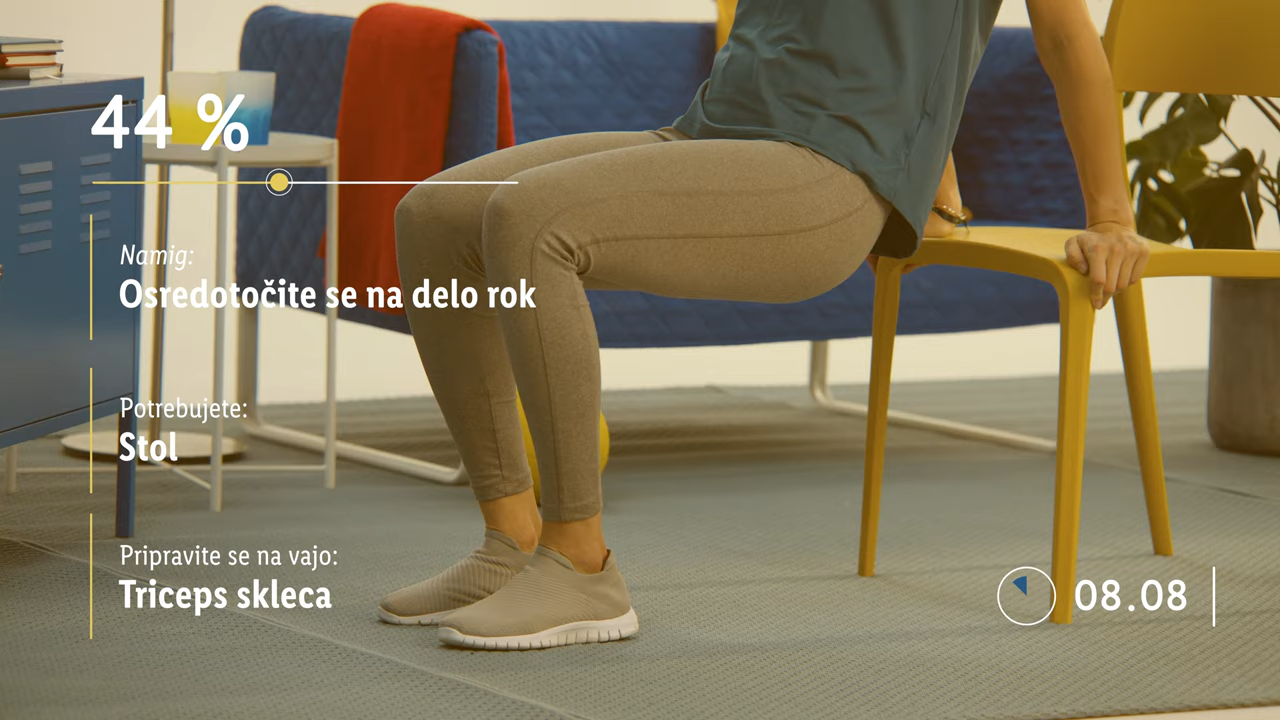 44 %
Namig:
Osredotočite se na delo rok
Potrebujete:
Stol
Pripravite se na vajo:
Triceps skleca
08.08